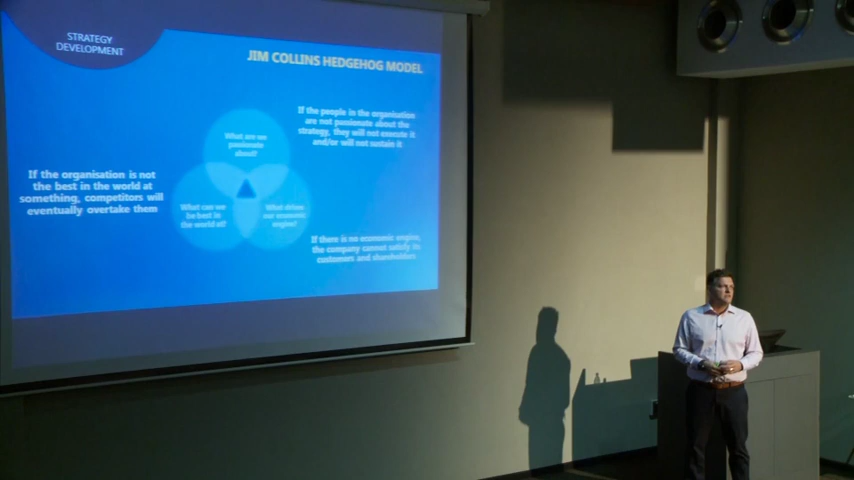 STRATEGY
DEVELOPMENT
JIM COLLINS HEDGEHOG MODEL
If the people in the organisation
are not passionate about the
strategy, they will not execute it
and/or will not sustain it
What are we
passionate
about?
If the organisation is not
the best in the world at
something, competitors will
eventually overtake them
What can we
be best in
the world at?
What drives
our economic
engine?
If there is no economic engine,
the company cannot satisfy its
customers and shareholders